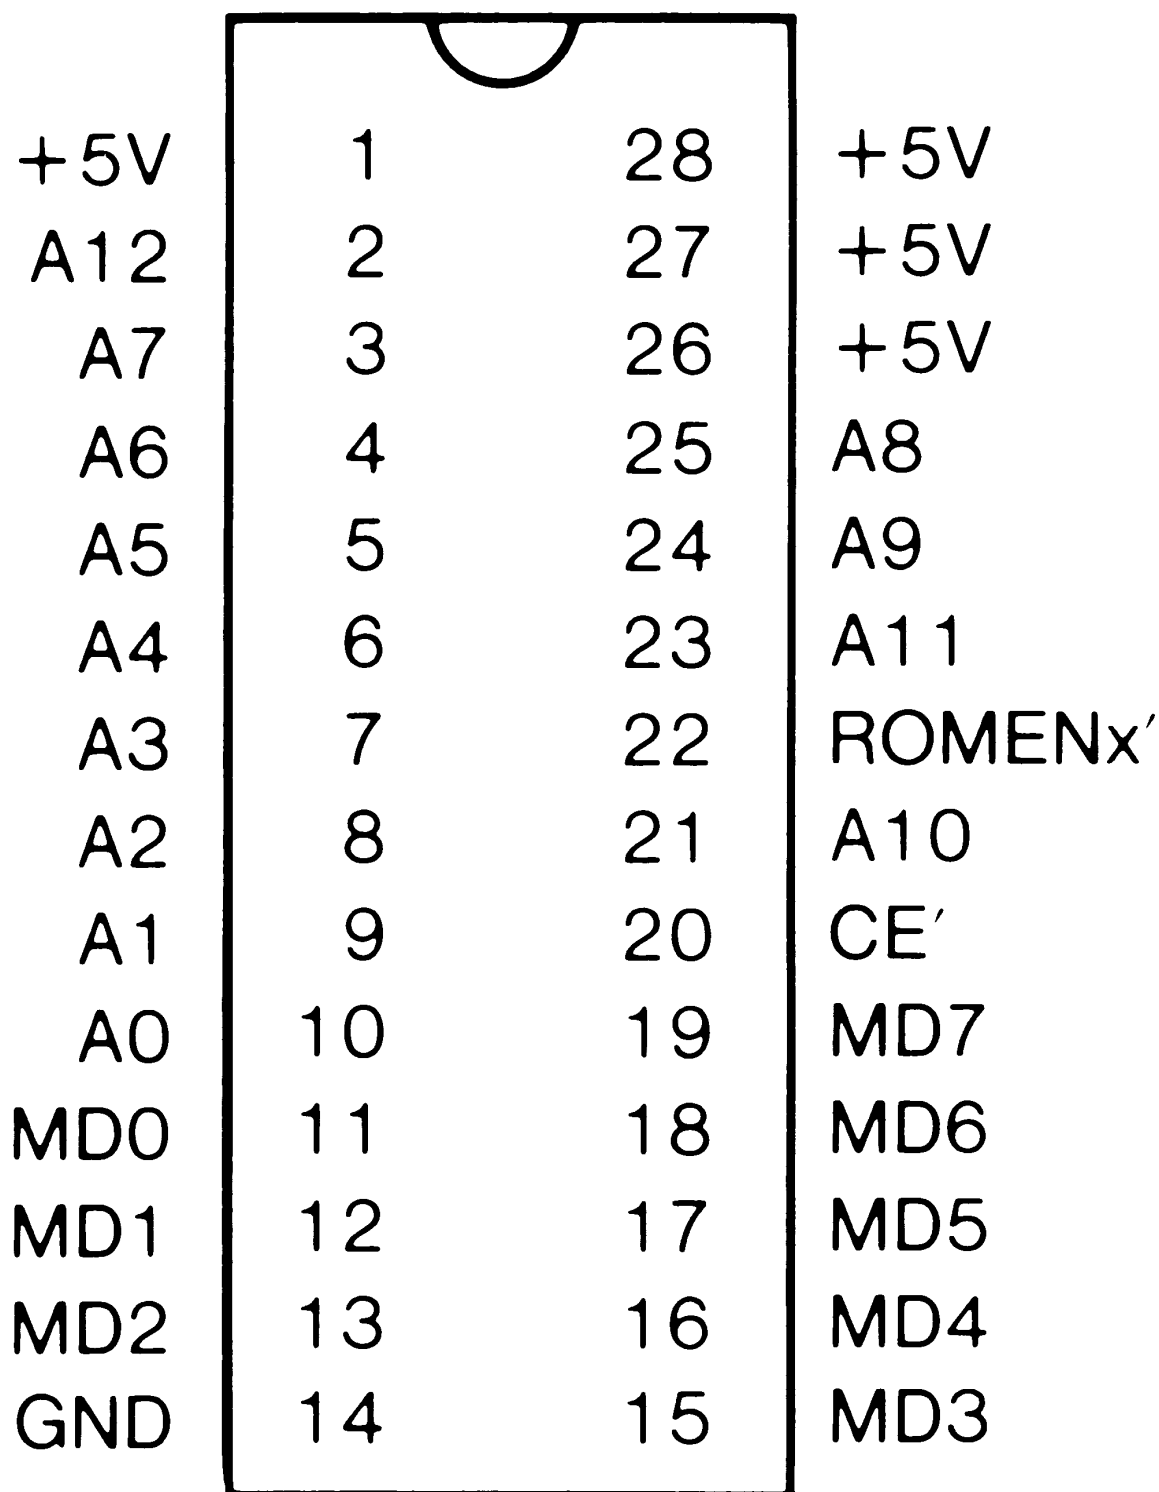 +5V 1 28 +5V
A12 2 27 +5V
A7 3 26 +5V
A6 4 25 A8
A5 5 24 A9
A4 6 23 A11
A3 7 22 ROMENx′
A2 8 21 A10
A1 9 20 CE′
A0 10 19 MD7
MD0 11 18 MD6
MD1 12 17 MD5
MD2 13 16 MD4
GND 14 15 MD3